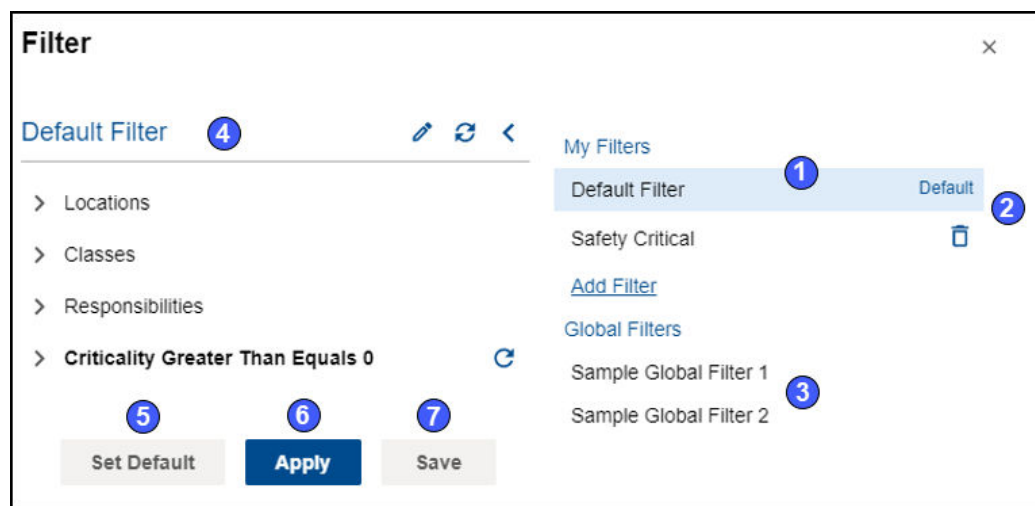 Filter
×
Default Filter 4
Locations
Classes
Responsibilities
Criticality Greater Than Equals 0
5 6 7
Set Default Apply Save
My Filters
1
Default Filter Default
2
Safety Critical
Add Filter
Global Filters
Sample Global Filter 1
3
Sample Global Filter 2